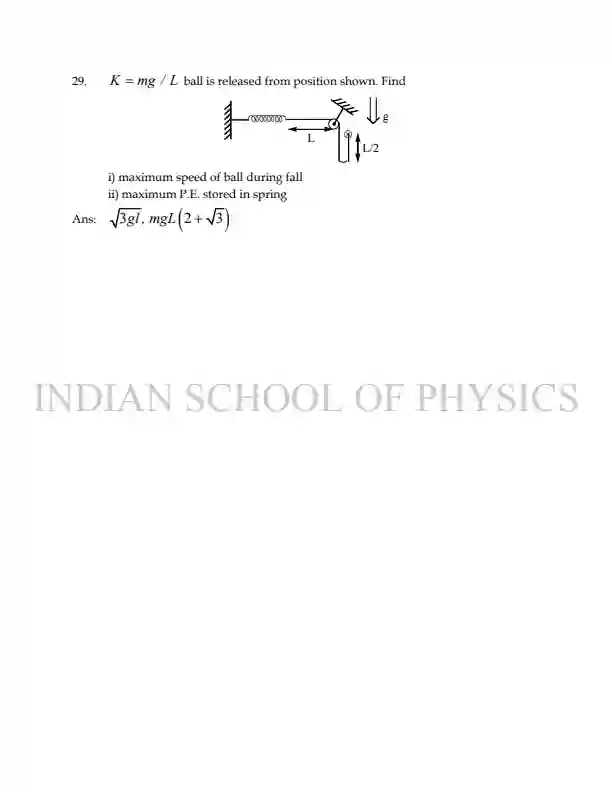 29. K = mg / L ball is released from position shown. Find
g
L
L/2
i) maximum speed of ball during fall
ii) maximum P.E. stored in spring
Ans: √3gl, mgL(2 + √3)
INDIAN SCHOOL OF PHYSICS